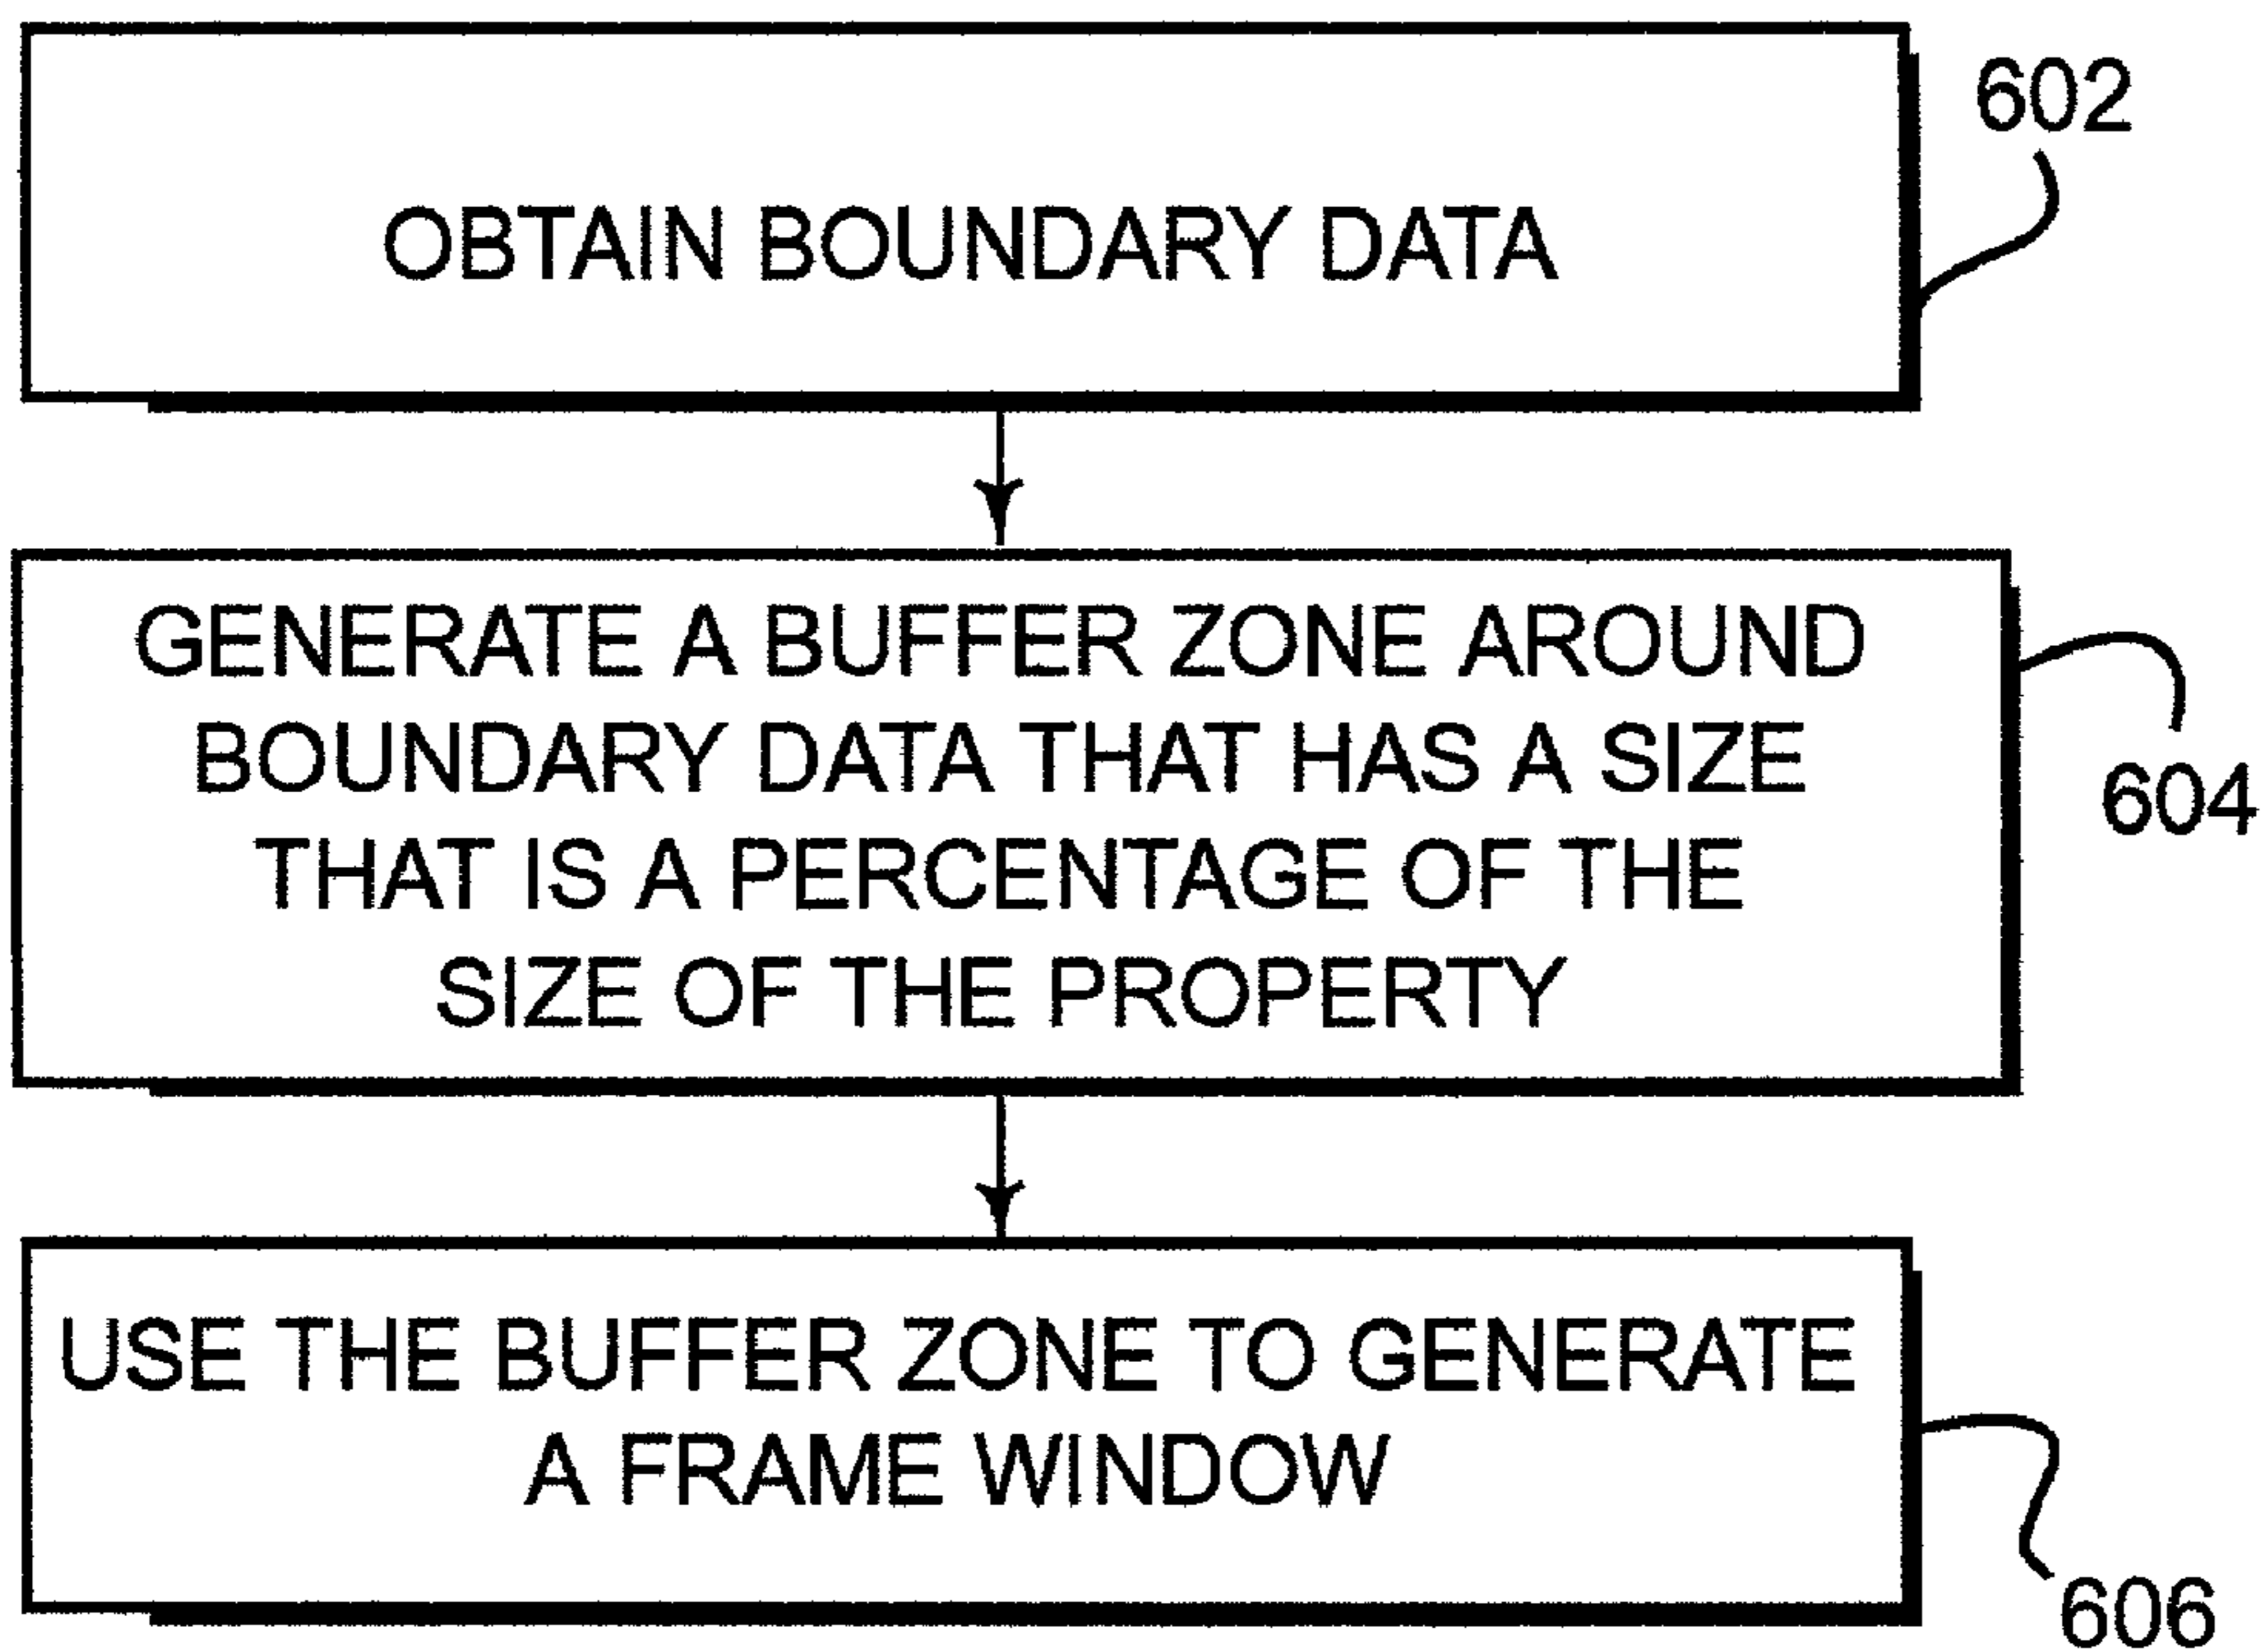 602
OBTAIN BOUNDARY DATA
GENERATE A BUFFER ZONE AROUND
BOUNDARY DATA THAT HAS A SIZE
THAT IS A PERCENTAGE OF THE
SIZE OF THE PROPERTY
604
USE THE BUFFER ZONE TO GENERATE
A FRAME WINDOW
606